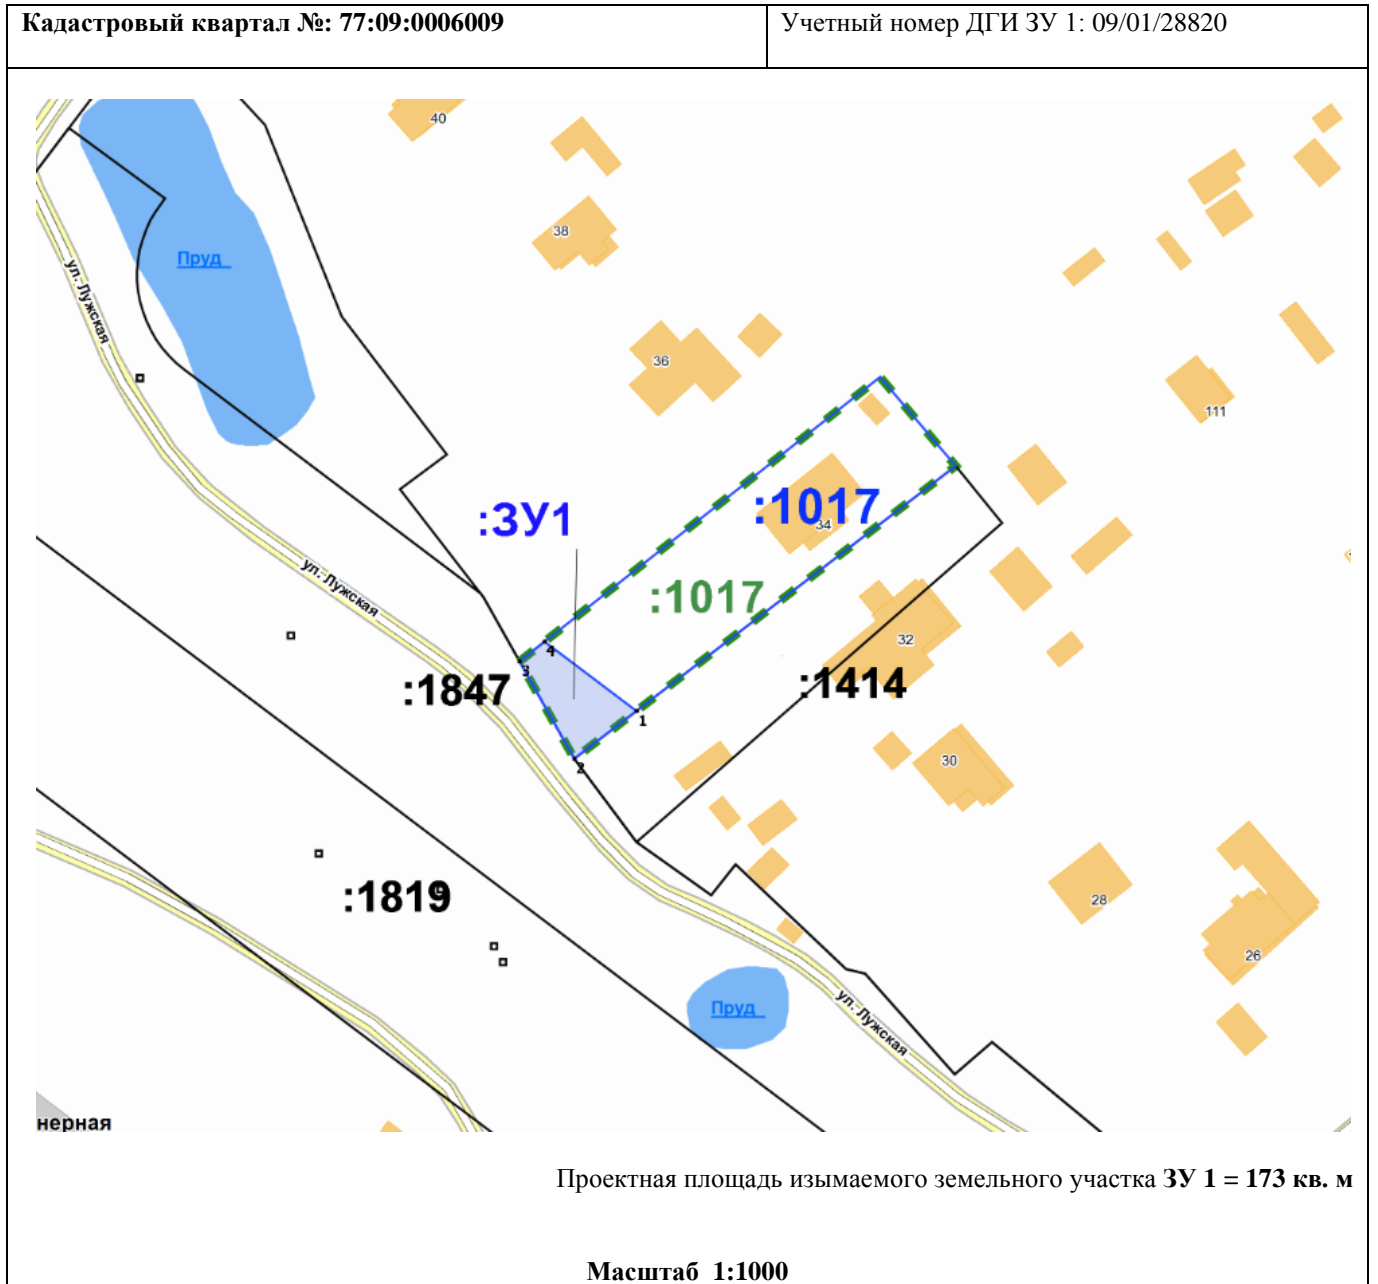 Кадастровый квартал №: 77:09:0006009
Учетный номер ДГИ ЗУ 1: 09/01/28820
40
38
Пруд
ул. Лужская
36
111
:ЗУ1
:1017
34
:1017
ул. Лужская
32
4
3
:1847
:1414
1
2
30
:1819
28
26
Пруд
ул. Лужская
нерная
Проектная площадь изымаемого земельного участка ЗУ 1 = 173 кв. м
Масштаб 1:1000